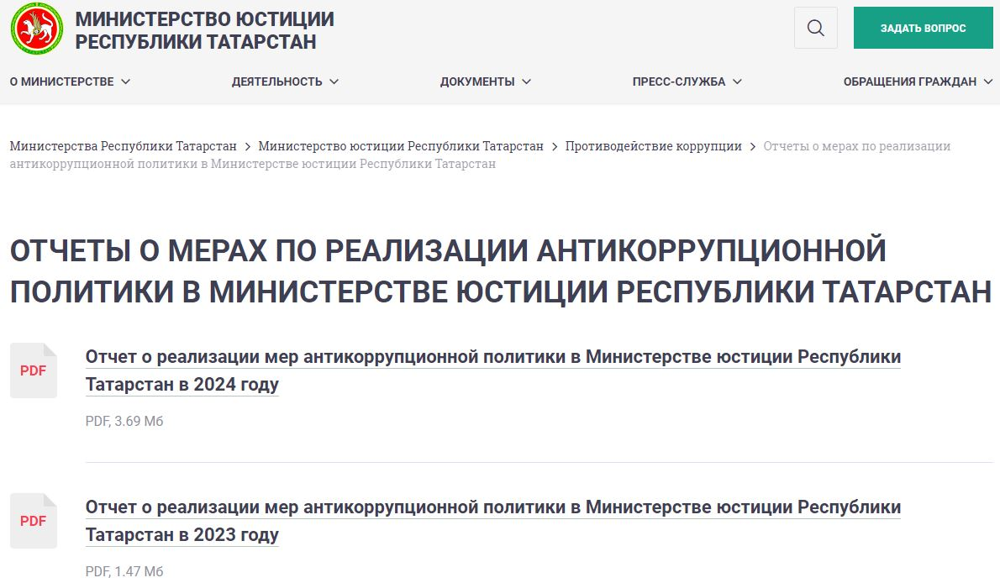 МИНИСТЕРСТВО ЮСТИЦИИ
РЕСПУБЛИКИ ТАТАРСТАН
ЗАДАТЬ ВОПРОС
О МИНИСТЕРСТВЕ
ДЕЯТЕЛЬНОСТЬ
ДОКУМЕНТЫ
ПРЕСС-СЛУЖБА
ОБРАЩЕНИЯ ГРАЖДАН
Министерства Республики Татарстан > Министерство юстиции Республики Татарстан > Противодействие коррупции > Отчеты о мерах по реализации
антикоррупционной политики в Министерстве юстиции Республики Татарстан
ОТЧЕТЫ О МЕРАХ ПО РЕАЛИЗАЦИИ АНТИКОРРУПЦИОННОЙ
ПОЛИТИКИ В МИНИСТЕРСТВЕ ЮСТИЦИИ РЕСПУБЛИКИ ТАТАРСТАН
PDF
Отчет о реализации мер антикоррупционной политики в Министерстве юстиции Республики
Татарстан в 2024 году
PDF, 3.69 Мб
PDF
Отчет о реализации мер антикоррупционной политики в Министерстве юстиции Республики
Татарстан в 2023 году
PDF, 1.47 Мб